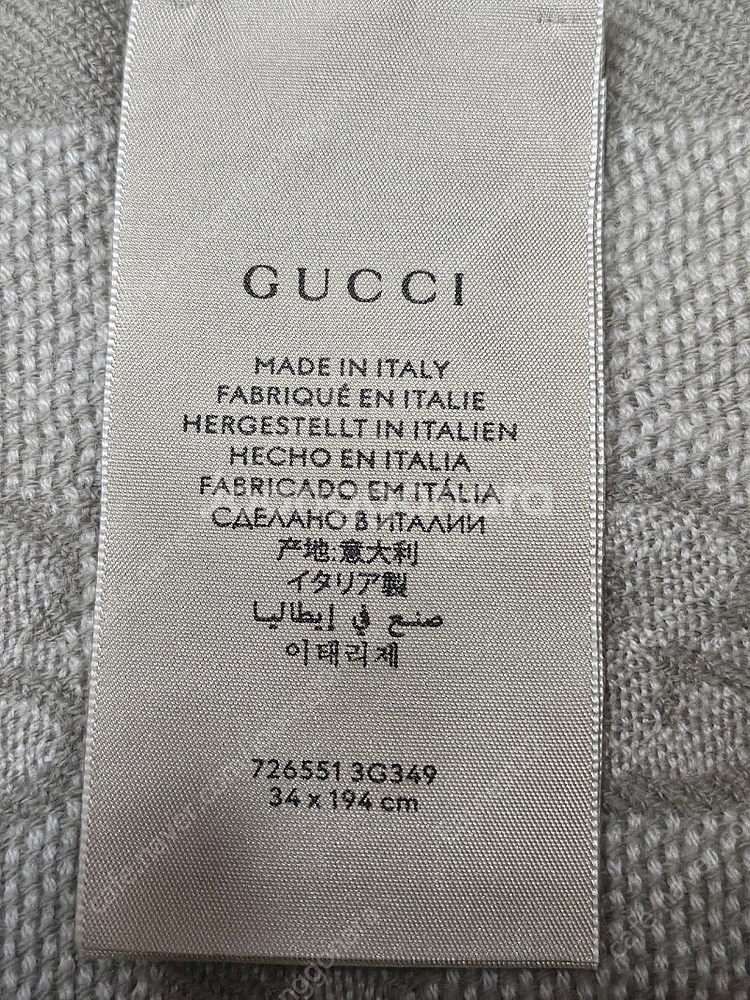 GUCCI
MADE IN ITALY
FABRIQUÉ EN ITALIE
HERGESTELLT IN ITALIEN
HECHO EN ITALIA
FABRICADO EM ITÁLIA
СДЕЛАНО В ИТАЛИИ
产地:意大利
イタリア製
صنع في إيطاليا
이태리제
726551 3G349
34 x 194 cm